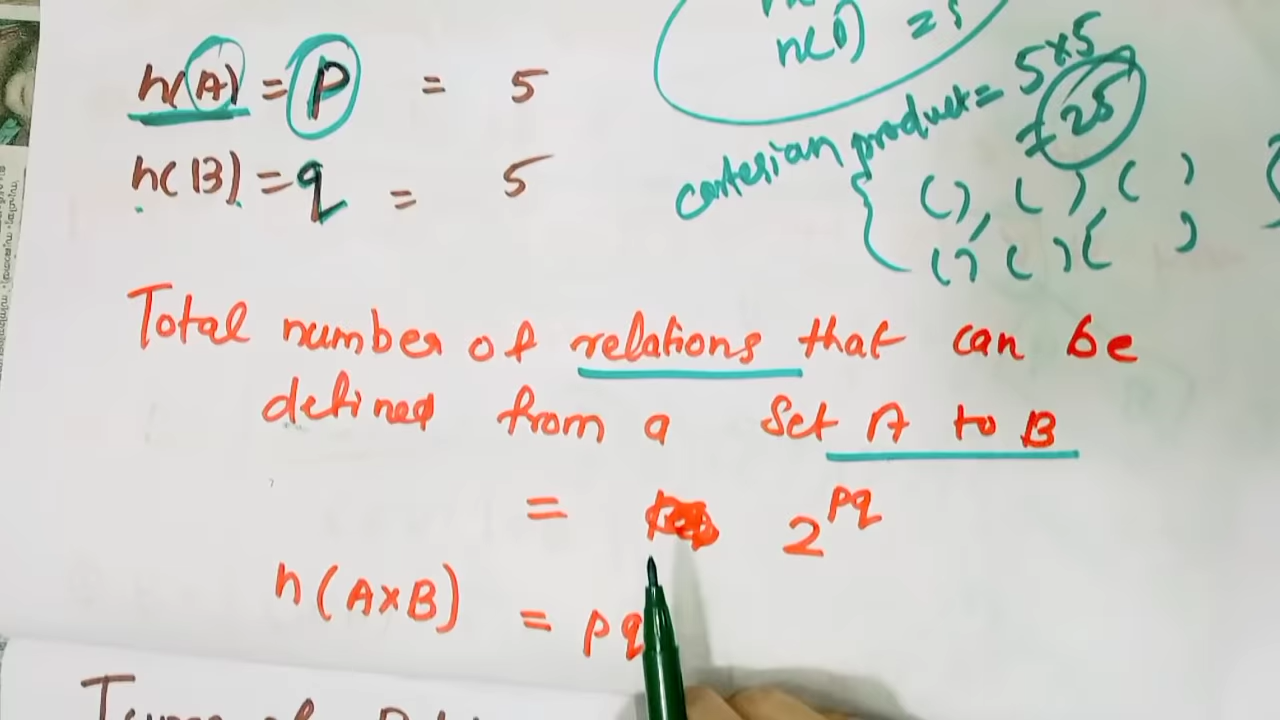 n(A) = p = 5
n(B) = q = 5
cartesian product = 5×5
= 25
{ ( ), ( ), ( )
( ) ( ) ( )
Total number of relations that can be
defined from a Set A to B
= 2^{pq}
n(A×B) = pq